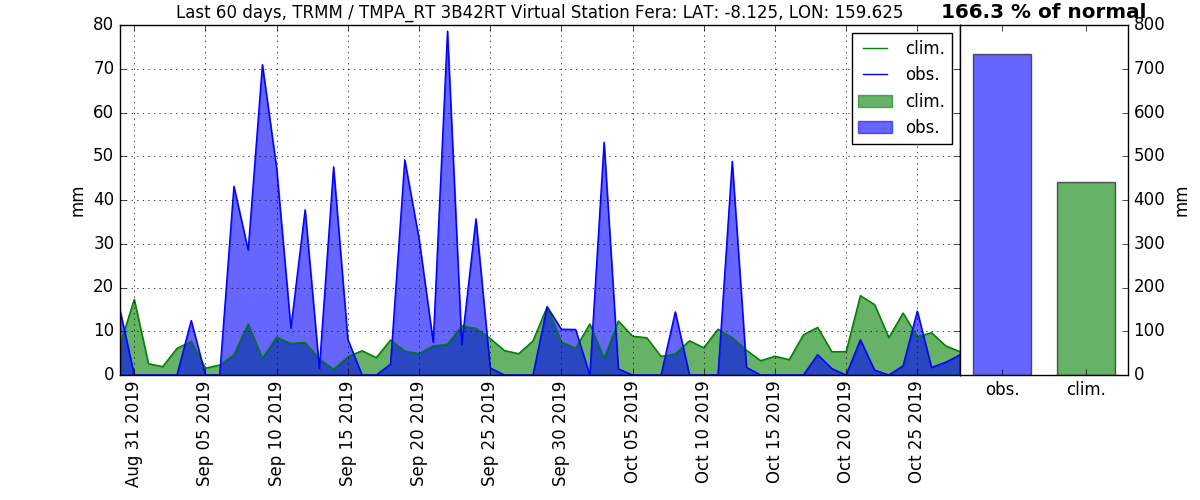 Last 60 days, TRMM / TMPA_RT 3B42RT Virtual Station Fera: LAT: -8.125, LON: 159.625
166.3 % of normal
80
70
60
50
40
30
20
10
0
mm
clim.
obs.
clim.
obs.
Aug 31 2019
Sep 05 2019
Sep 10 2019
Sep 15 2019
Sep 20 2019
Sep 25 2019
Sep 30 2019
Oct 05 2019
Oct 10 2019
Oct 15 2019
Oct 20 2019
Oct 25 2019
800
700
600
500
400
300
200
100
0
mm
obs.
clim.